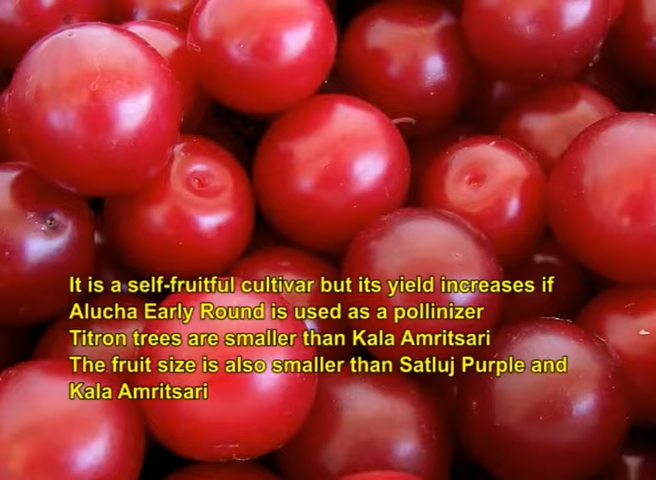 It is a self-fruitful cultivar but its yield increases if
Alucha Early Round is used as a pollinizer
Titron trees are smaller than Kala Amritsari
The fruit size is also smaller than Satluj Purple and
Kala Amritsari